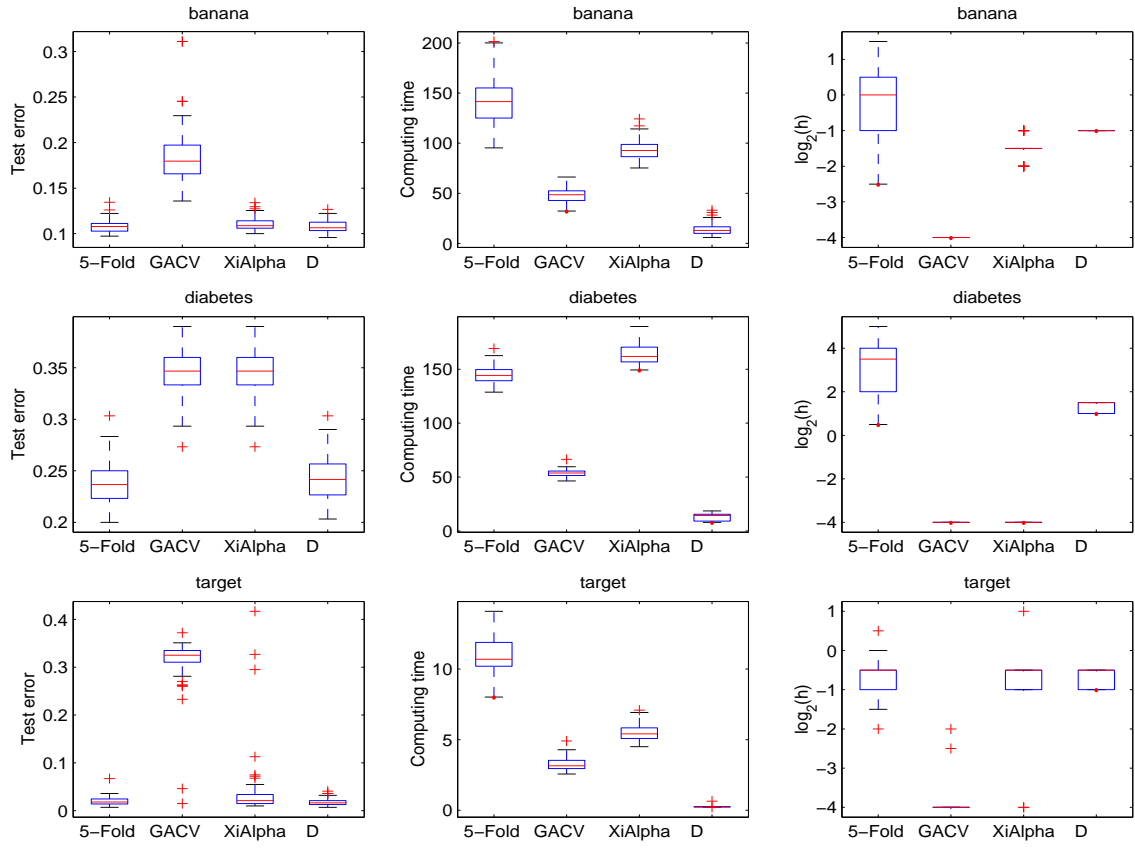 banana
banana
banana
Test error
0.3
0.25
0.2
0.15
0.1
5-Fold GACV XiAlpha D
Computing time
200
150
100
50
0
5-Fold GACV XiAlpha D
log2(h)
1
0
-1
-2
-3
-4
5-Fold GACV XiAlpha D
diabetes
diabetes
diabetes
Test error
0.35
0.3
0.25
0.2
5-Fold GACV XiAlpha D
Computing time
150
100
50
0
5-Fold GACV XiAlpha D
log2(h)
4
2
0
-2
-4
5-Fold GACV XiAlpha D
target
target
target
Test error
0.4
0.3
0.2
0.1
0
5-Fold GACV XiAlpha D
Computing time
10
5
0
5-Fold GACV XiAlpha D
log2(h)
1
0
-1
-2
-3
-4
5-Fold GACV XiAlpha D